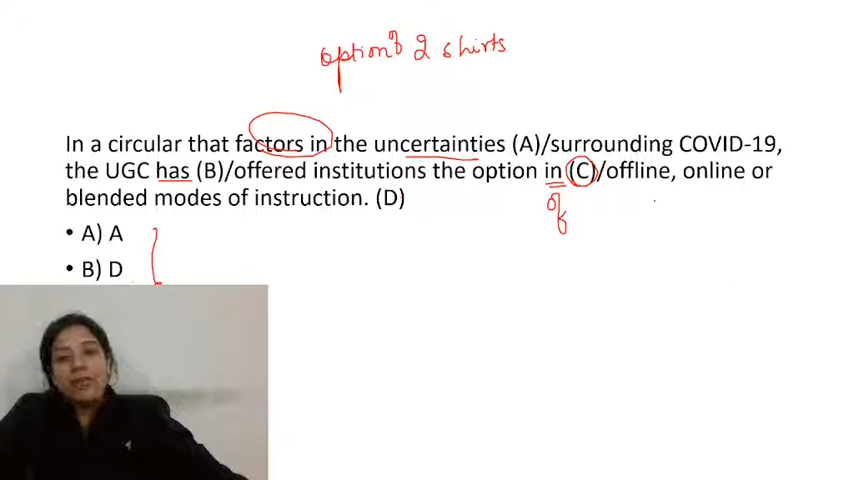 option of 2 shirts
In a circular that factors in the uncertainties (A)/surrounding COVID-19,
the UGC has (B)/offered institutions the option in (C)/offline, online or
of
blended modes of instruction. (D)
• A) A
• B) D